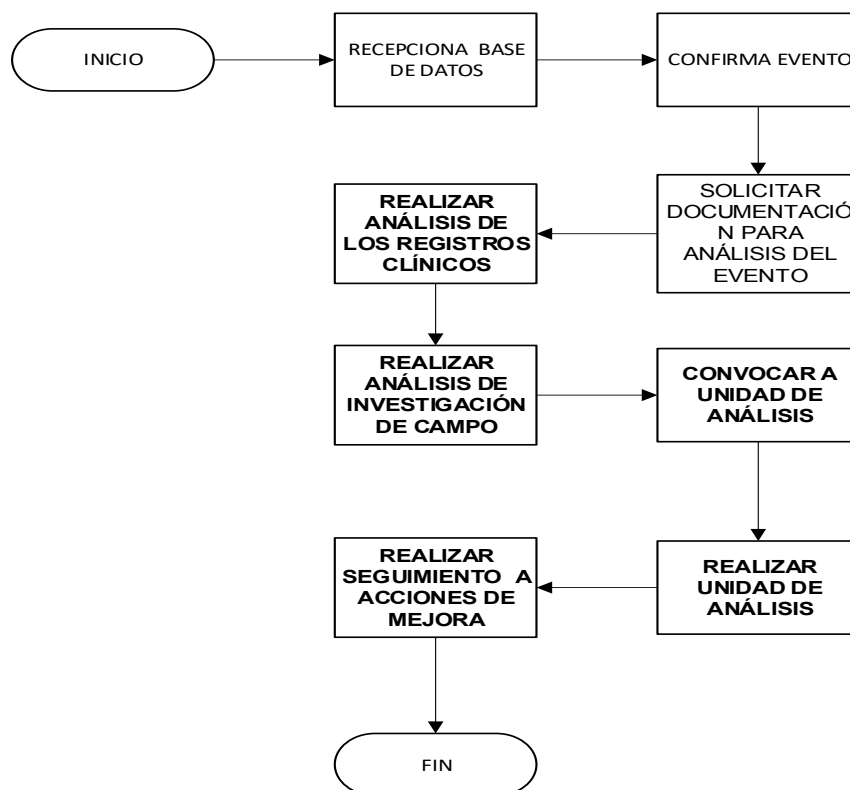 INICIO
RECEPCIONA BASE
DE DATOS
CONFIRMA EVENTO
SOLICITAR
DOCUMENTACIÓ
N PARA
ANÁLISIS DEL
EVENTO
REALIZAR
ANÁLISIS DE
LOS REGISTROS
CLÍNICOS
REALIZAR
ANÁLISIS DE
INVESTIGACIÓN
DE CAMPO
CONVOCAR A
UNIDAD DE
ANÁLISIS
REALIZAR
UNIDAD DE
ANÁLISIS
REALIZAR
SEGUIMIENTO A
ACCIONES DE
MEJORA
FIN